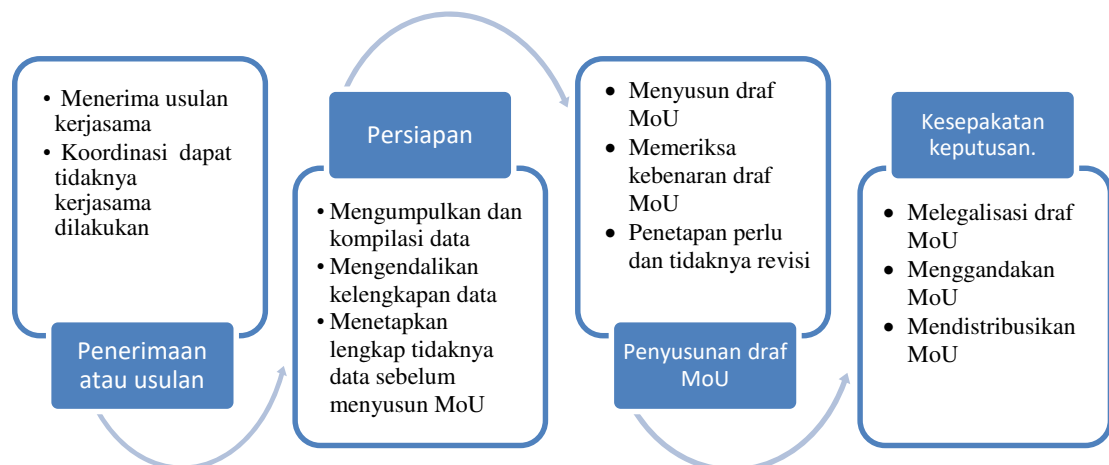 • Menerima usulan
kerjasama
• Koordinasi dapat
tidaknya
kerjasama
dilakukan
Penerimaan
atau usulan
Persiapan
• Mengumpulkan dan
kompilasi data
• Mengendalikan
kelengkapan data
• Menetapkan
lengkap tidaknya
data sebelum
menyusun MoU
• Menyusun draf
MoU
• Memeriksa
kebenaran draf
MoU
• Penetapan perlu
dan tidaknya revisi
Penyusunan draf
MoU
Kesepakatan
keputusan.
• Melegalisasi draf
MoU
• Menggandakan
MoU
• Mendistribusikan
MoU